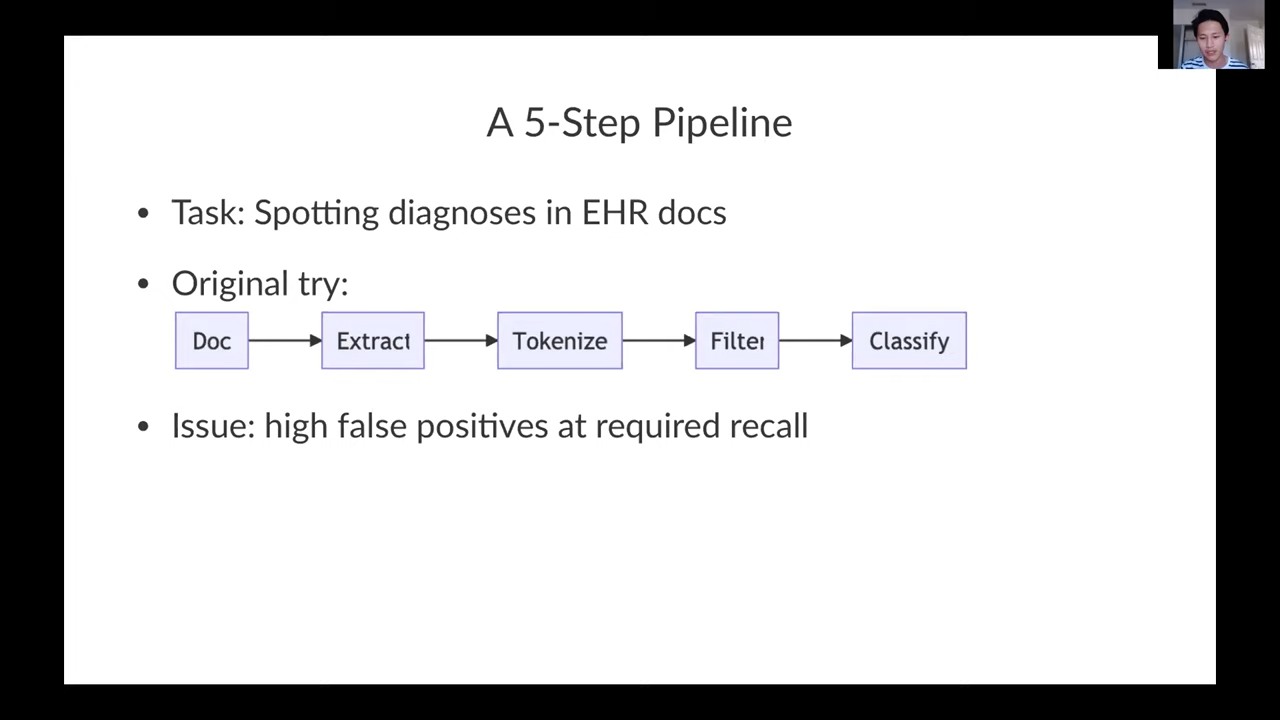 A 5-Step Pipeline
• Task: Spotting diagnoses in EHR docs
• Original try:
Doc Extract Tokenize Filter Classify
• Issue: high false positives at required recall